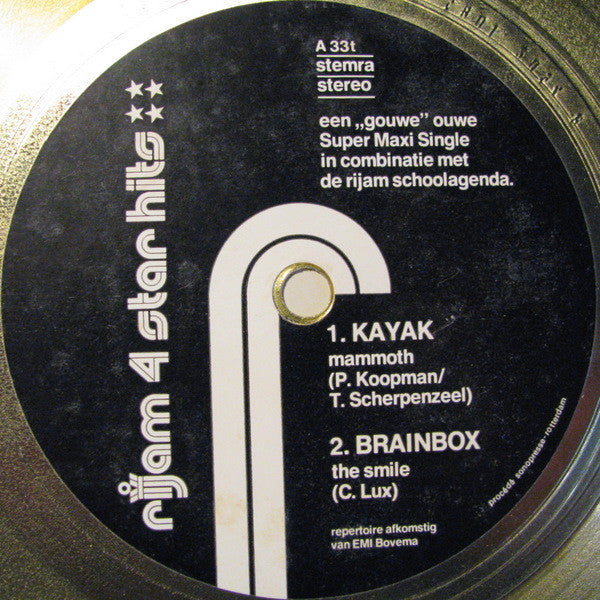 rijam 4 star hits
A 33t
stemra
stereo
een „gouwe” ouwe
Super Maxi Single
in combinatie met
de rijam schoolagenda.
1. KAYAK
mammoth
(P. Koopman/
T. Scherpenzeel)
2. BRAINBOX
the smile
(C. Lux)
repertoire afkomstig
van EMI Bovema
procédé sonopresse-rotterdam